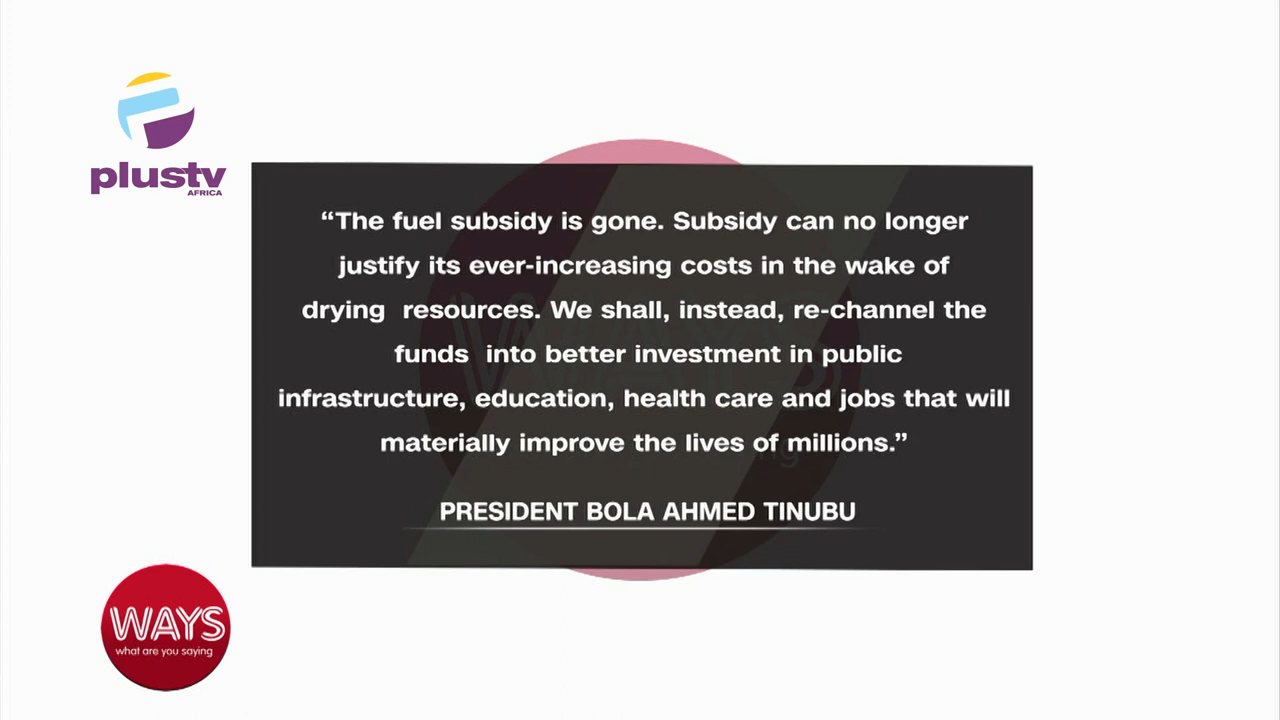 plustv
AFRICA
“The fuel subsidy is gone. Subsidy can no longer
justify its ever-increasing costs in the wake of
drying  resources. We shall, instead, re-channel the
funds  into better investment in public
infrastructure, education, health care and jobs that will
materially improve the lives of millions.”
PRESIDENT BOLA AHMED TINUBU
WAYS
what are you saying